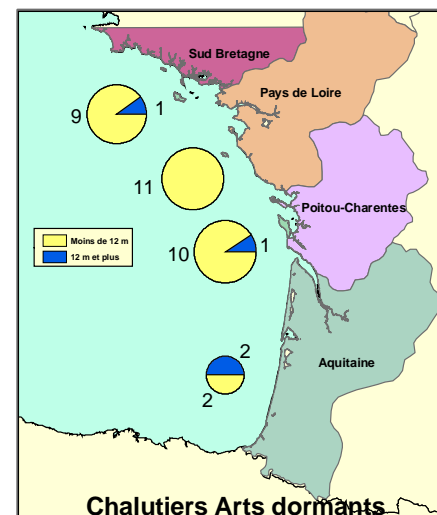 Sud Bretagne
Pays de Loire
9
1
11
Poitou-Charentes
10
1
Moins de 12 m
12 m et plus
2
Aquitaine
2
Chalutiers Arts dormants